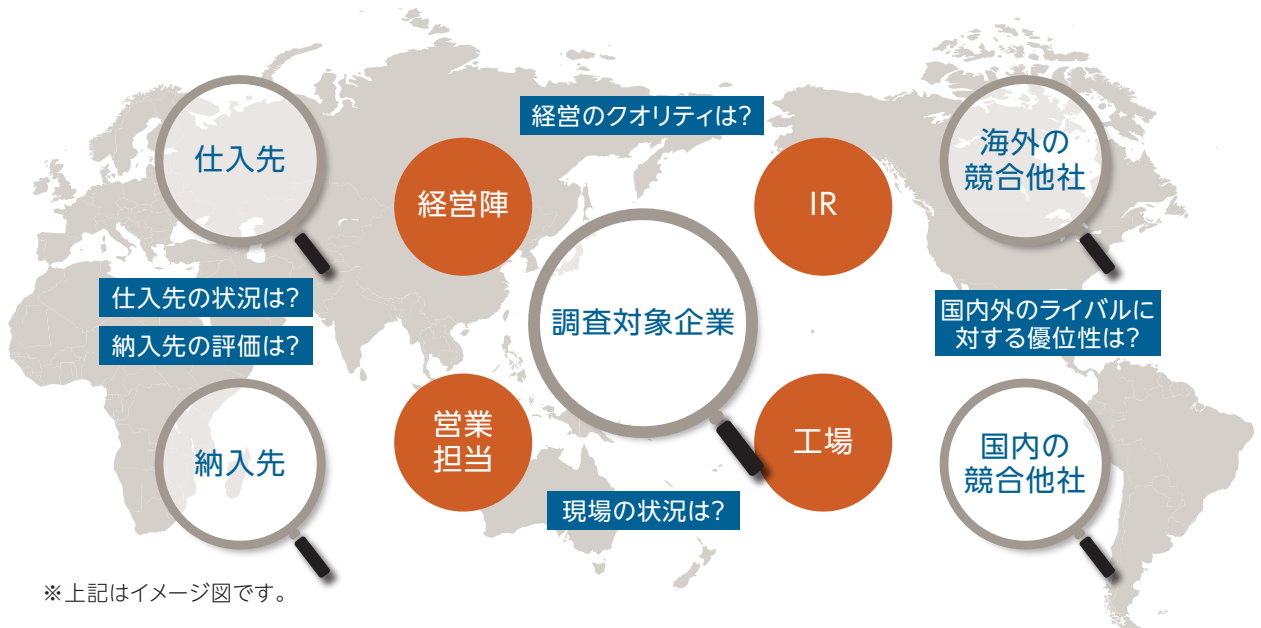 経営のクオリティは?
仕入先
経営陣
IR
海外の
競合他社
仕入先の状況は?
納入先の評価は?
調査対象企業
国内外のライバルに
対する優位性は?
納入先
営業
担当
工場
国内の
競合他社
現場の状況は?
※上記はイメージ図です。